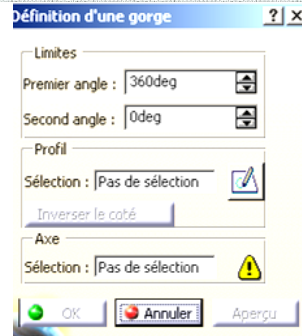 Définition d'une gorge
Limites
Premier angle : 360deg
Second angle : 0deg
Profil
Sélection : Pas de sélection
Inverser le coté
Axe
Sélection : Pas de sélection
OK Annuler Aperçu